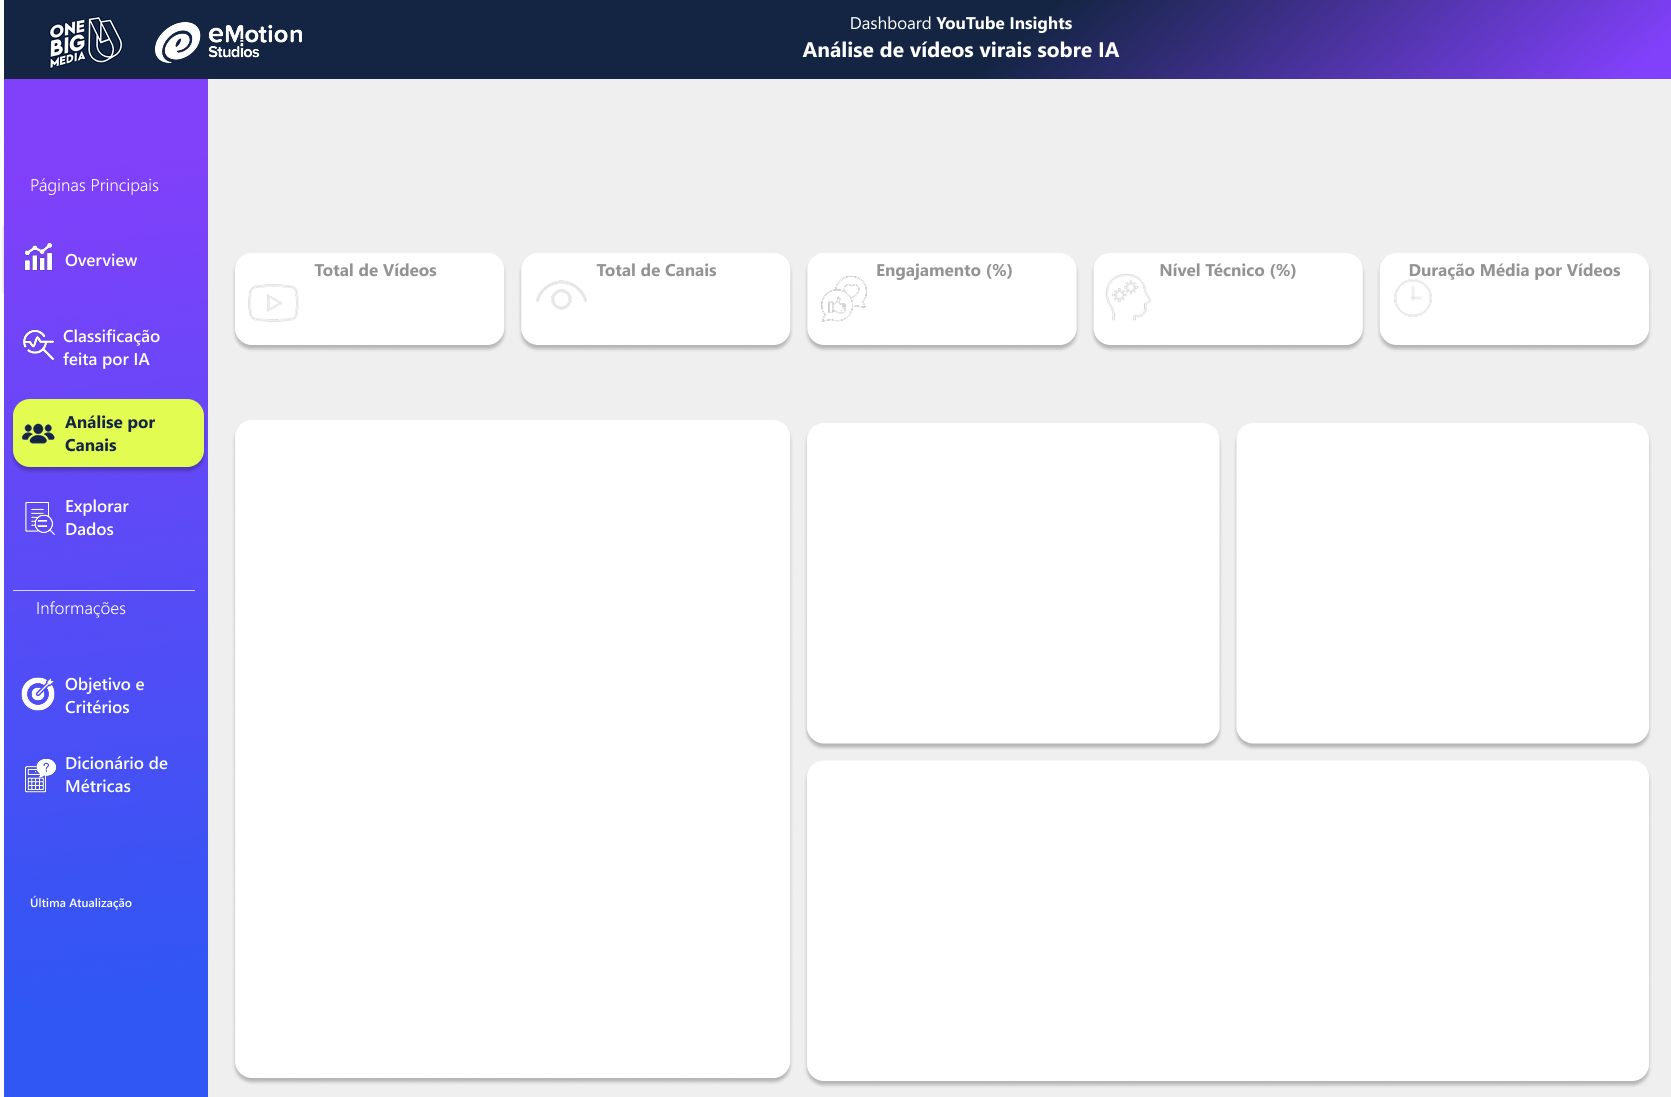 ONE
BIG
MEDIA
eMotion
Studios
Dashboard YouTube Insights
Análise de vídeos virais sobre IA
Páginas Principais
Overview
Classificação
feita por IA
Análise por
Canais
Explorar
Dados
Informações
Objetivo e
Critérios
?
Dicionário de
Métricas
Última Atualização
Total de Vídeos
Total de Canais
Engajamento (%)
Nível Técnico (%)
Duração Média por Vídeos